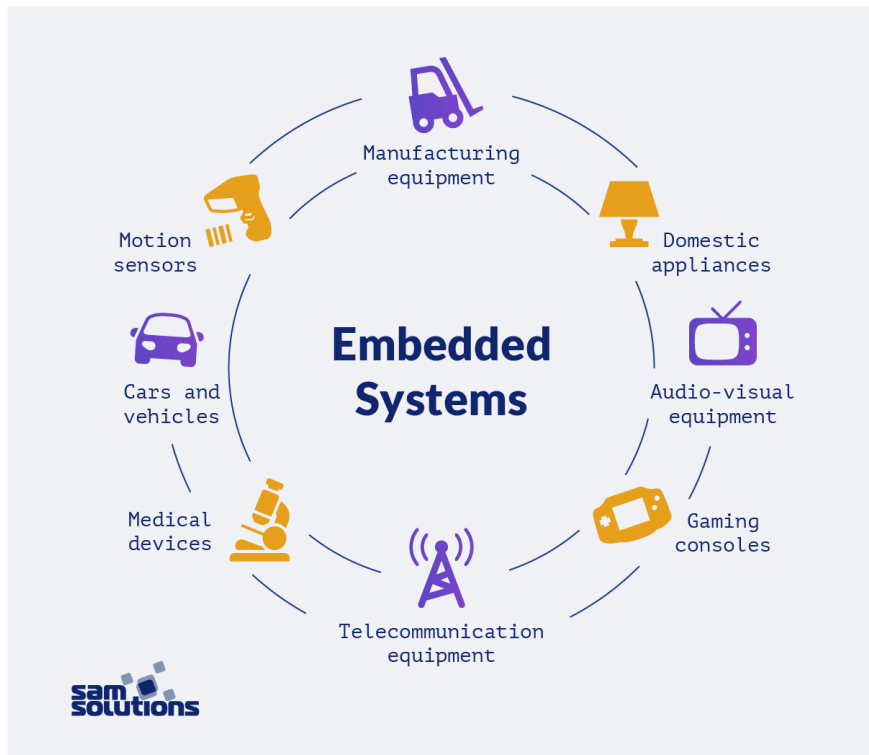 Manufacturing
equipment
Motion
sensors
Domestic
appliances
Embedded
Systems
Cars and
vehicles
Audio-visual
equipment
Medical
devices
Gaming
consoles
Telecommunication
equipment
sam
solutions